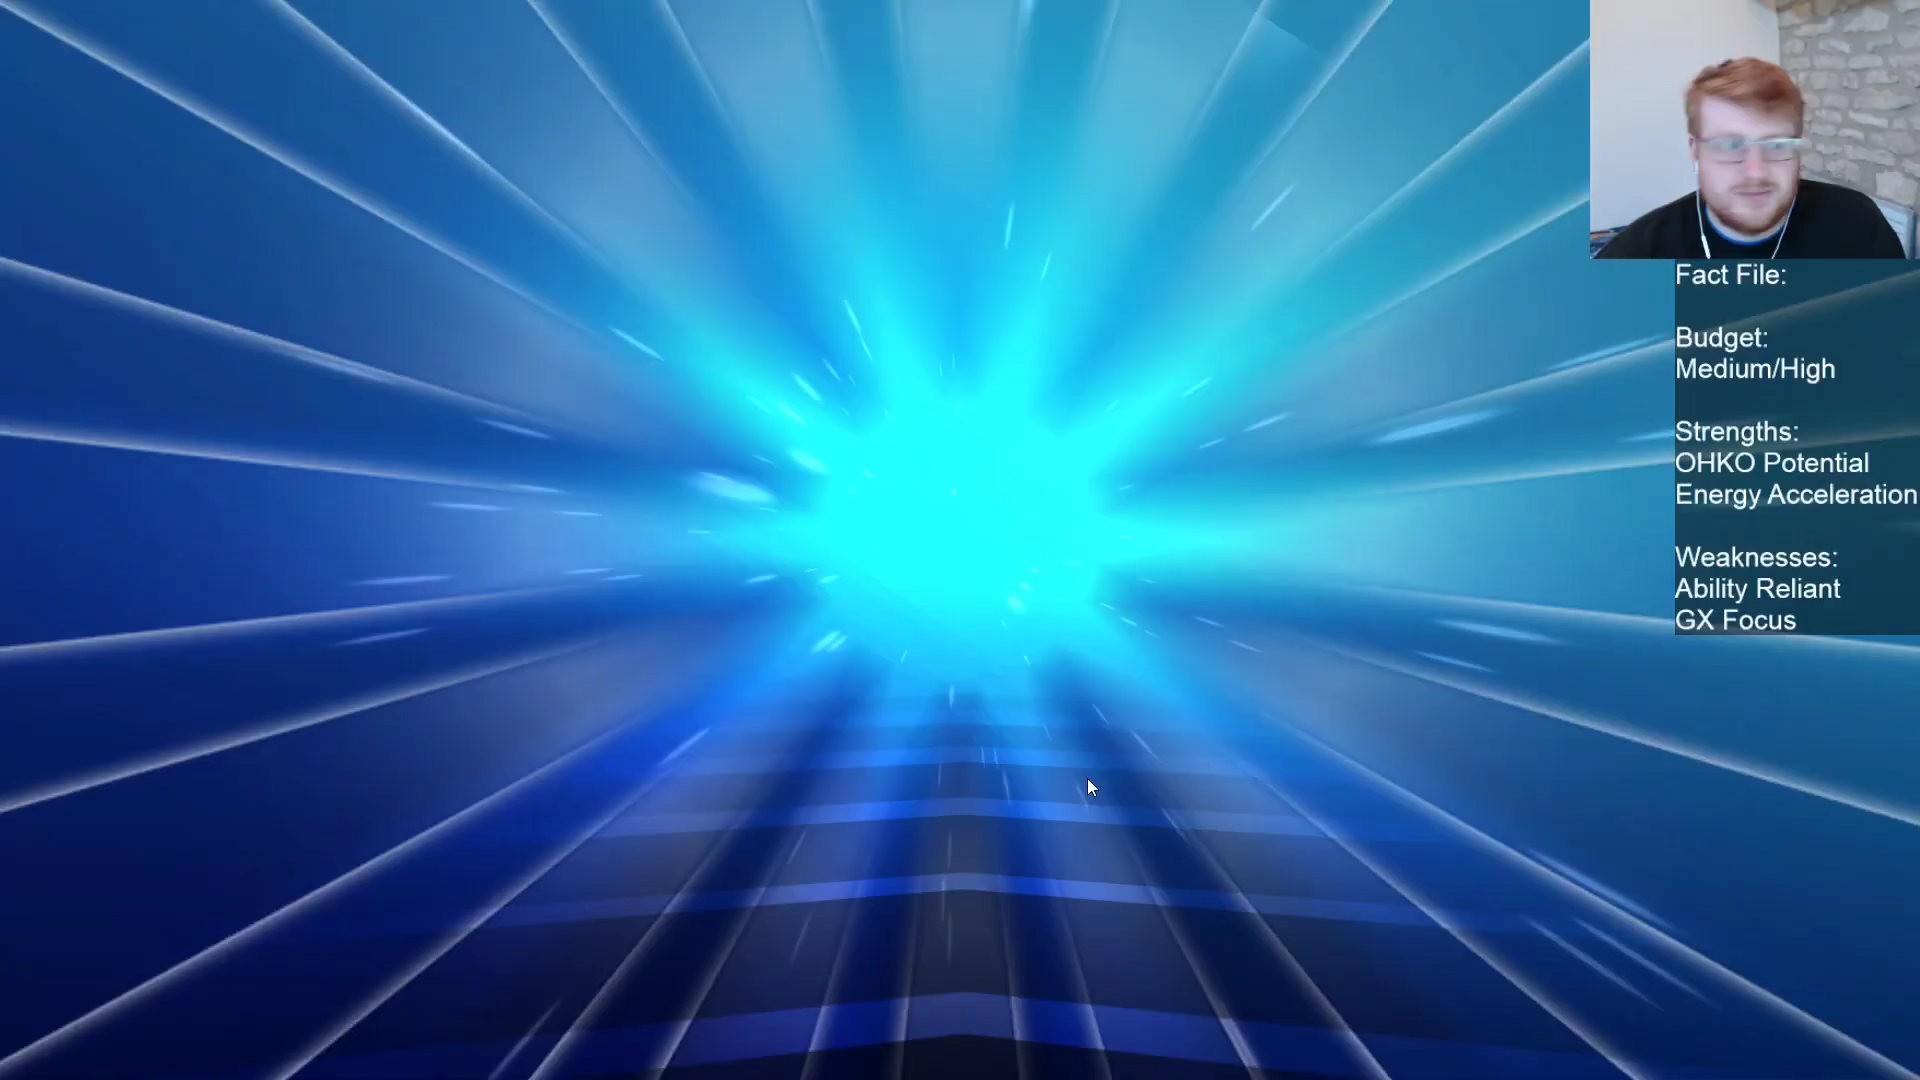 Fact File:
Budget:
Medium/High
Strengths:
OHKO Potential
Energy Acceleration
Weaknesses:
Ability Reliant
GX Focus